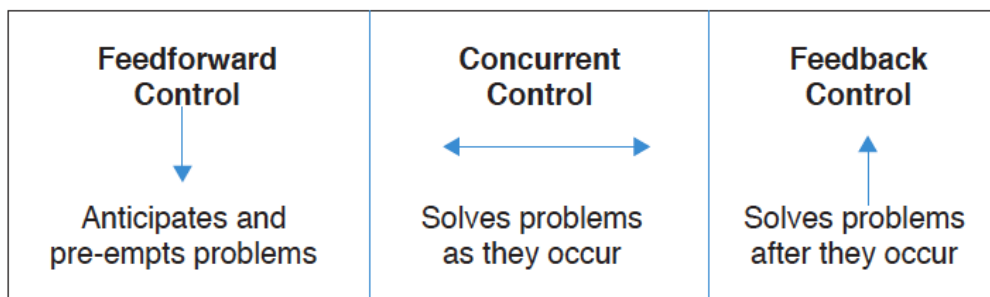 Feedforward
Control
Anticipates and
pre-empts problems
Concurrent
Control
Solves problems
as they occur
Feedback
Control
Solves problems
after they occur